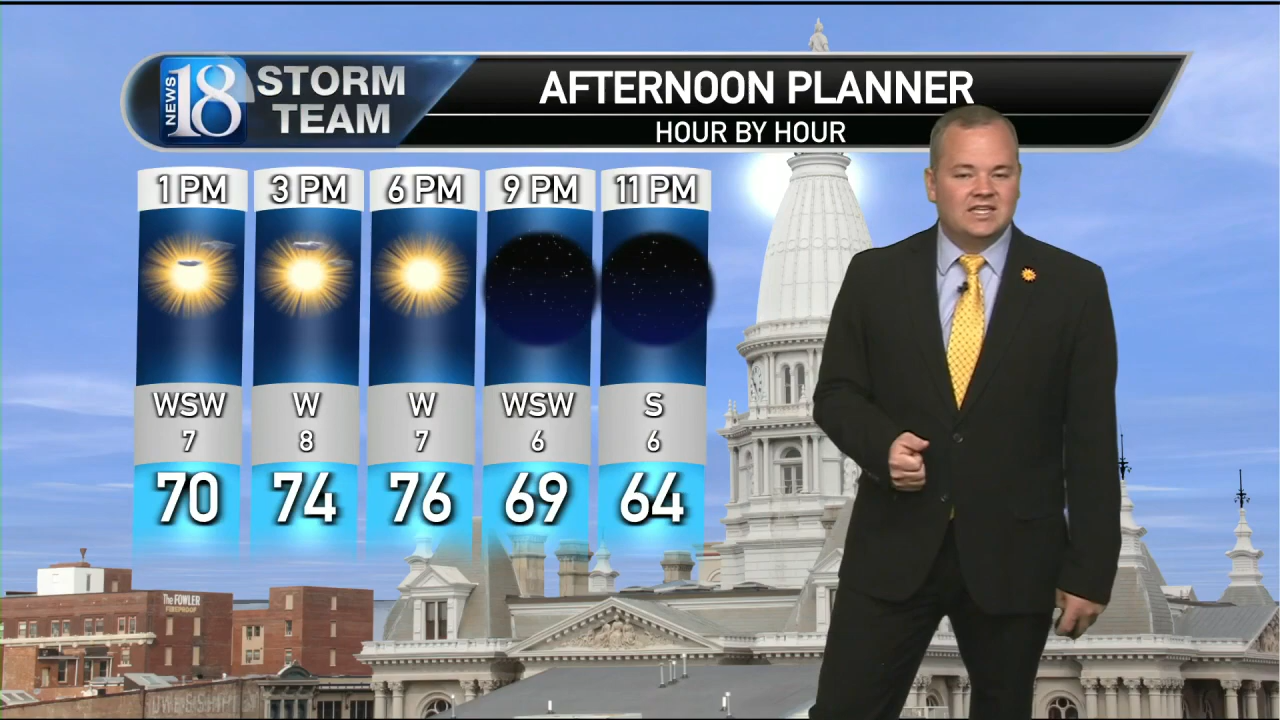 NEWS 18
STORM TEAM
AFTERNOON PLANNER
HOUR BY HOUR
1 PM 3 PM 6 PM 9 PM 11 PM
WSW W W WSW S
7 8 7 6 6
70 74 76 69 64
The FOWLER
FIREPROOF